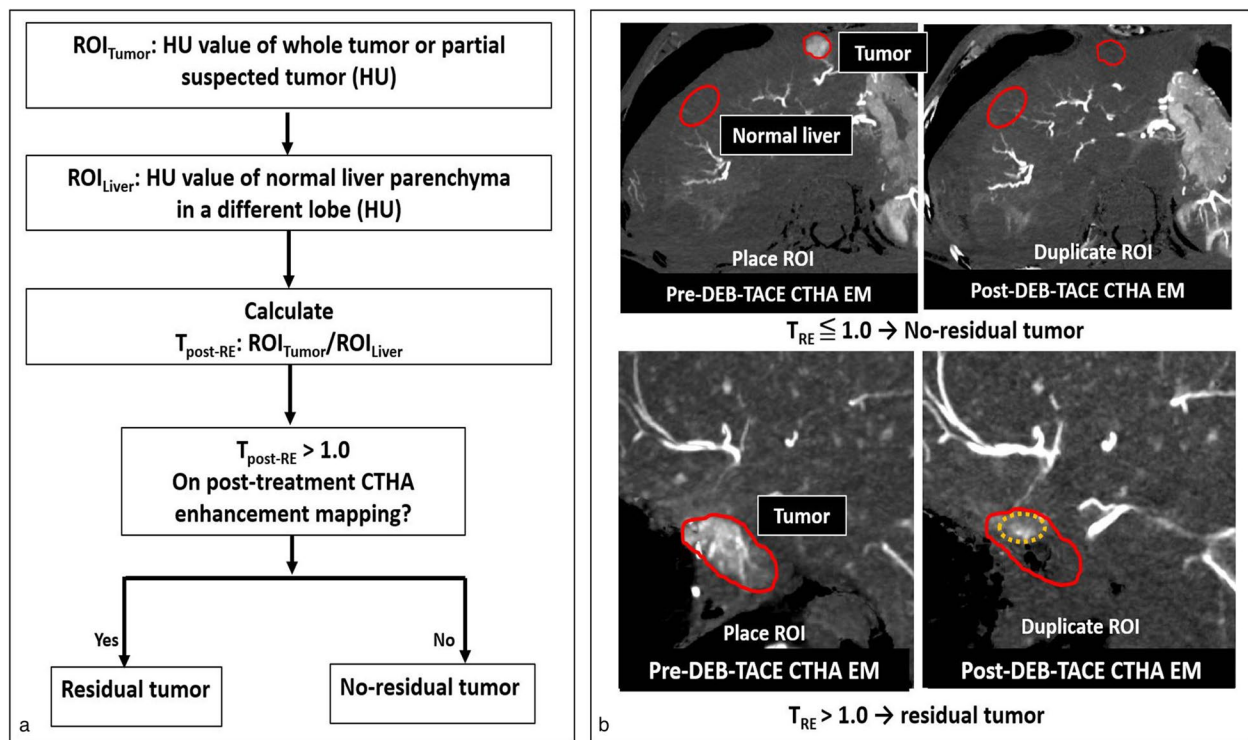 ROITumor: HU value of whole tumor or partial
suspected tumor (HU)
ROILiver: HU value of normal liver parenchyma
in a different lobe (HU)
Calculate
Tpost-RE: ROITumor/ROILiver
Tpost-RE > 1.0
On post-treatment CTHA
enhancement mapping?
Yes
No
Residual tumor
No-residual tumor
a
Tumor
Normal liver
Place ROI
Duplicate ROI
Pre-DEB-TACE CTHA EM
Post-DEB-TACE CTHA EM
TRE ≦ 1.0 → No-residual tumor
Tumor
Place ROI
Duplicate ROI
Pre-DEB-TACE CTHA EM
Post-DEB-TACE CTHA EM
TRE > 1.0 → residual tumor
b